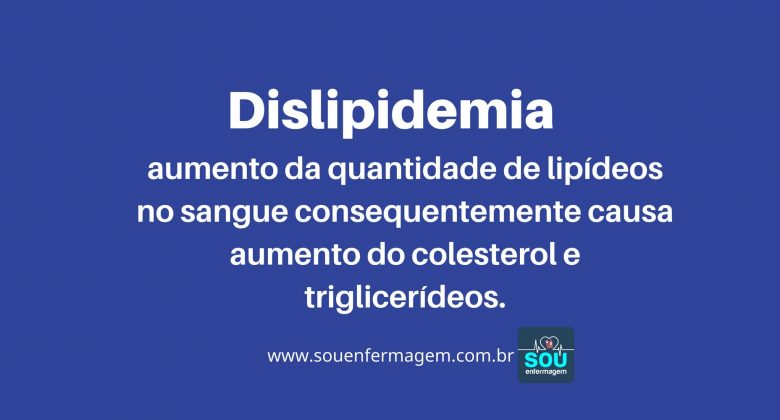 Dislipidemia
aumento da quantidade de lipídeos
no sangue consequentemente causa
aumento do colesterol e
triglicerídeos.
www.souenfermagem.com.br
SOU
enfermagem